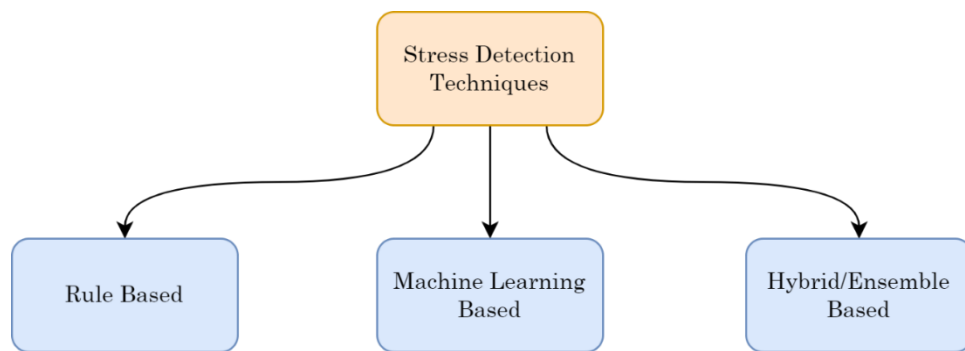 Stress Detection
Techniques
Rule Based
Machine Learning
Based
Hybrid/Ensemble
Based